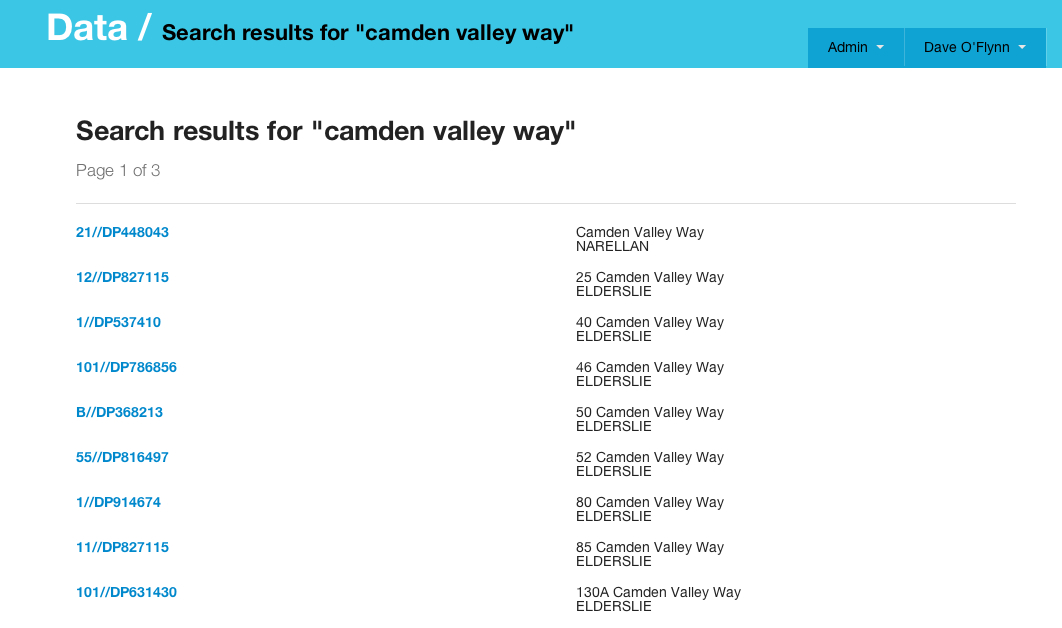 Data / Search results for "camden valley way"
Admin Dave O'Flynn
Search results for "camden valley way"
Page 1 of 3
21//DP448043 Camden Valley Way
NARELLAN
12//DP827115 25 Camden Valley Way
ELDERSLIE
1//DP537410 40 Camden Valley Way
ELDERSLIE
101//DP786856 46 Camden Valley Way
ELDERSLIE
B//DP368213 50 Camden Valley Way
ELDERSLIE
55//DP816497 52 Camden Valley Way
ELDERSLIE
1//DP914674 80 Camden Valley Way
ELDERSLIE
11//DP827115 85 Camden Valley Way
ELDERSLIE
101//DP631430 130A Camden Valley Way
ELDERSLIE